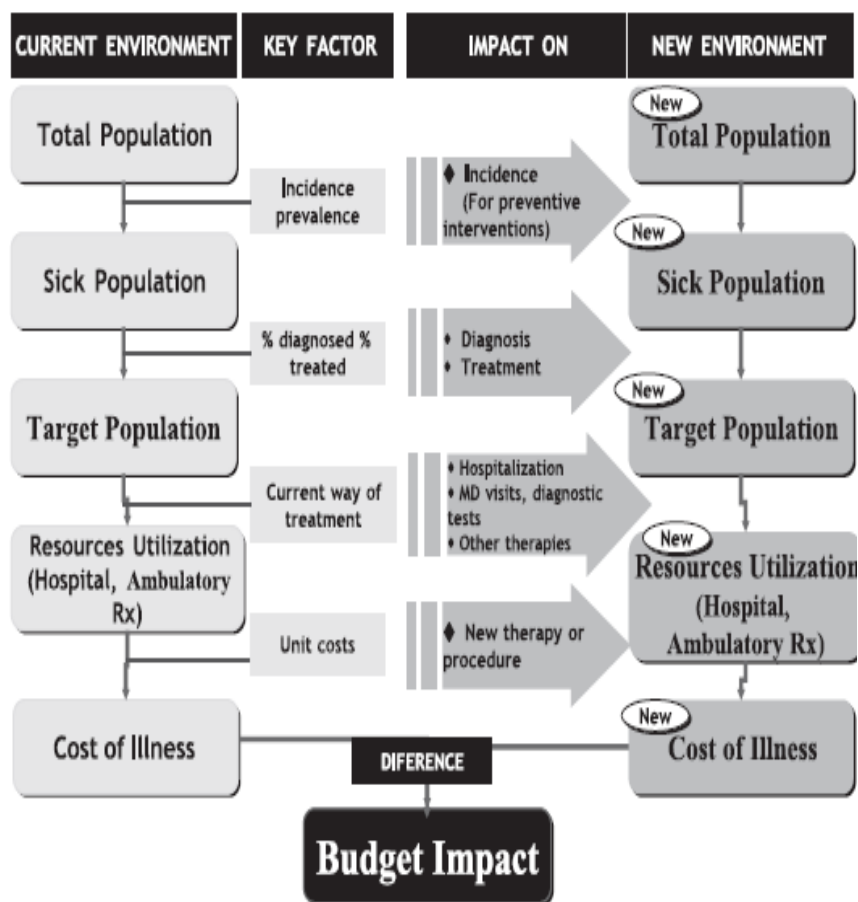 CURRENT ENVIRONMENT
KEY FACTOR
IMPACT ON
NEW ENVIRONMENT
Total Population
New
Total Population
Incidence
prevalence
◆ Incidence
(For preventive
interventions)
Sick Population
New
Sick Population
% diagnosed %
treated
♦ Diagnosis
♦ Treatment
Target Population
New
Target Population
Current way of
treatment
• Hospitalization
• MD visits, diagnostic
tests
• Other therapies
Resources Utilization
(Hospital, Ambulatory
Rx)
New
Resources Utilization
(Hospital,
Ambulatory Rx)
Unit costs
◆ New therapy or
procedure
Cost of Illness
New
Cost of Illness
DIFERENCE
Budget Impact